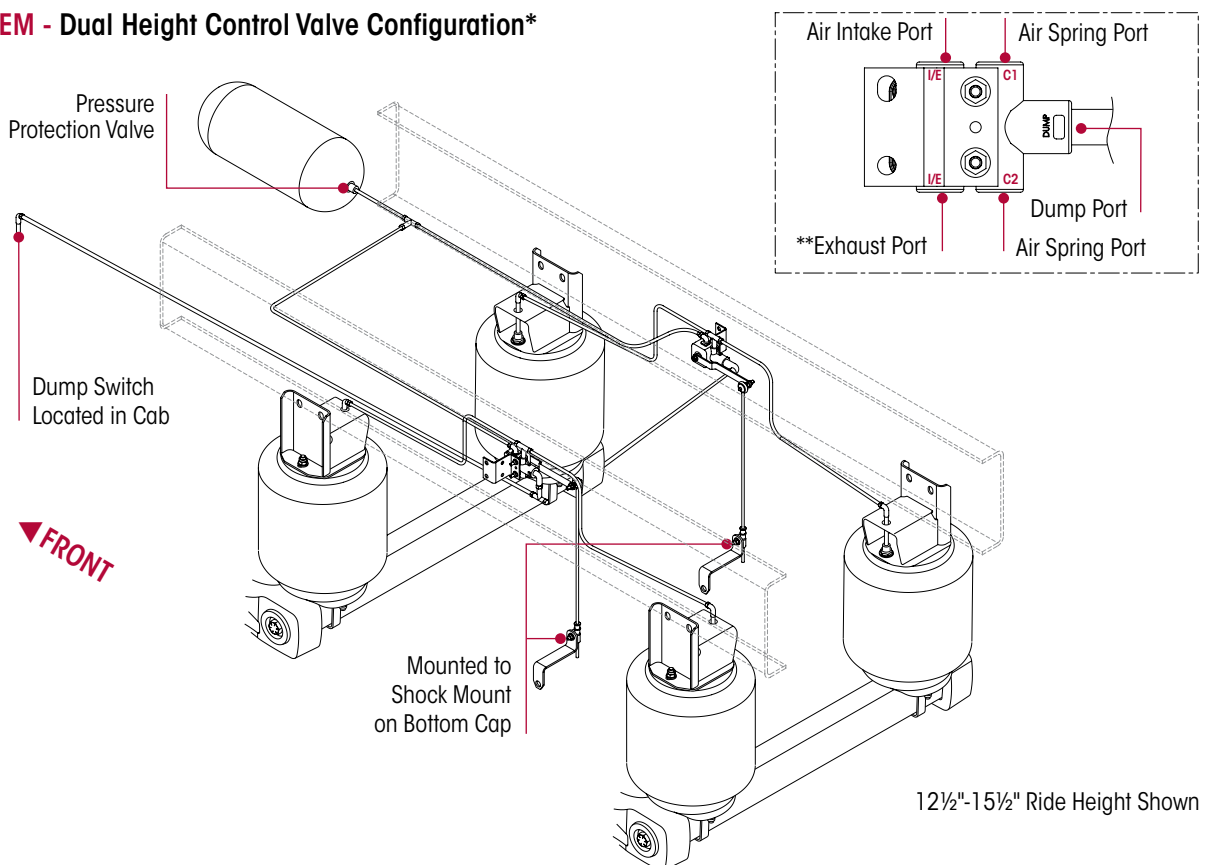 EM - Dual Height Control Valve Configuration*
Air Intake Port
Air Spring Port
I/E
C1
DUMP
I/E
C2
Dump Port
**Exhaust Port
Air Spring Port
Pressure
Protection Valve
Dump Switch
Located in Cab
FRONT
Mounted to
Shock Mount
on Bottom Cap
12½"-15½" Ride Height Shown